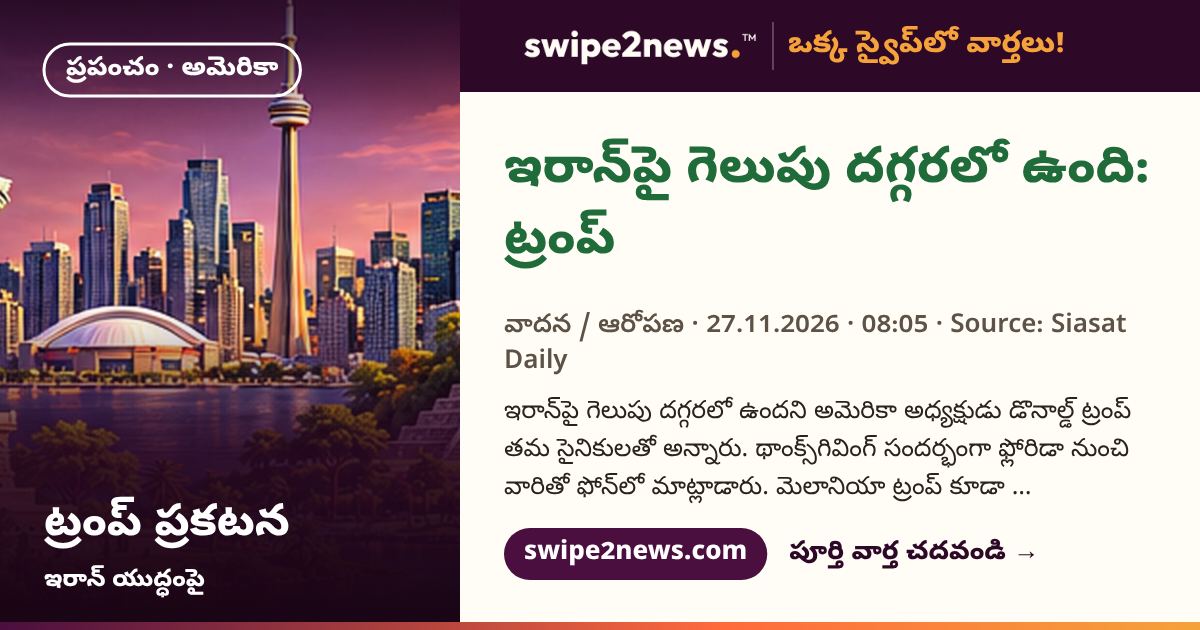 ప్రపంచం · అమెరికా
ట్రంప్ ప్రకటన
ఇరాన్ యుద్ధంపై
swipe2news.™ ఒక్క స్వైప్‌లో వార్తలు!
ఇరాన్‌పై గెలుపు దగ్గరలో ఉంది:
ట్రంప్
వాదన / ఆరోపణ · 27.11.2026 · 08:05 · Source: Siasat
Daily
ఇరాన్‌పై గెలుపు దగ్గరలో ఉందని అమెరికా అధ్యక్షుడు డొనాల్డ్ ట్రంప్
తమ సైనికులతో అన్నారు. థాంక్స్‌గివింగ్ సందర్భంగా ఫ్లోరిడా నుంచి
వారితో ఫోన్‌లో మాట్లాడారు. మెలానియా ట్రంప్ కూడా ...
swipe2news.com పూర్తి వార్త చదవండి →